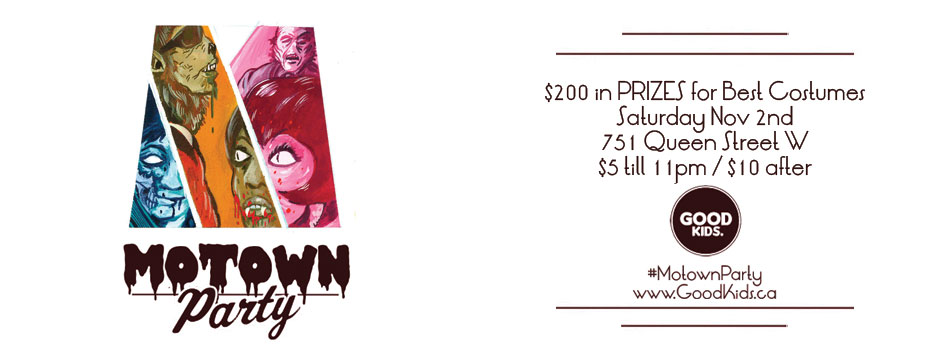 MOTOWN
Party
$200 in PRIZES for Best Costumes
Saturday Nov 2nd
751 Queen Street W
$5 till 11pm / $10 after
GOOD
KIDS.
#MotownParty
www.GoodKids.ca